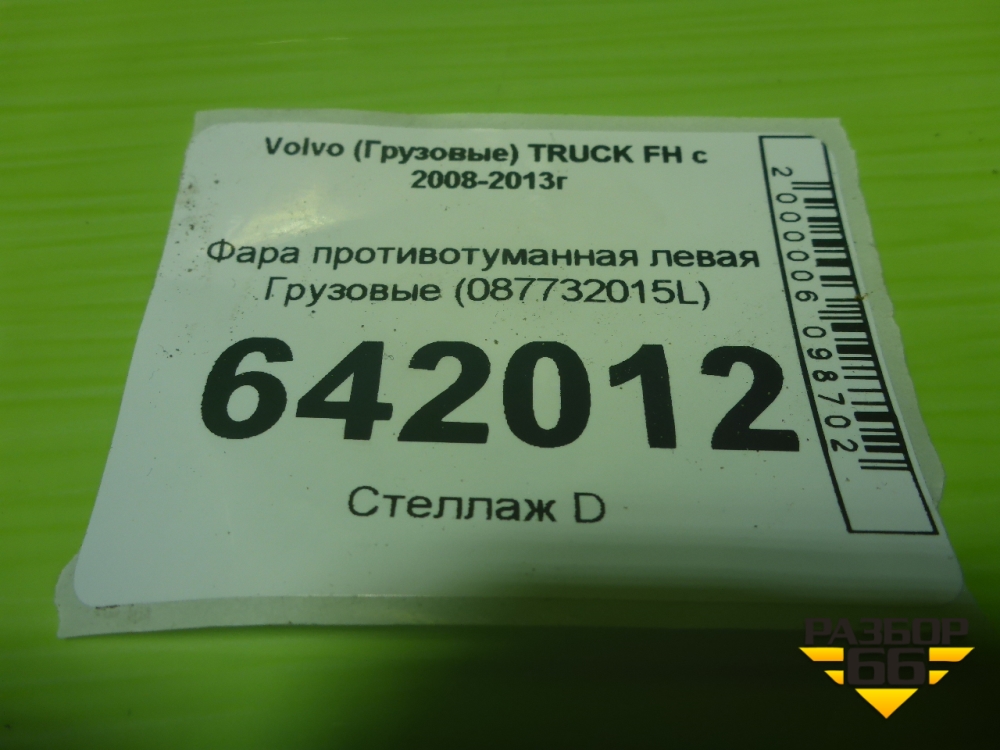 Volvo (Грузовые) TRUCK FH с
2008-2013г
Фара противотуманная левая
Грузовые (087732015L)
642012
Стеллаж D
2000006098702
РАЗБОР
66